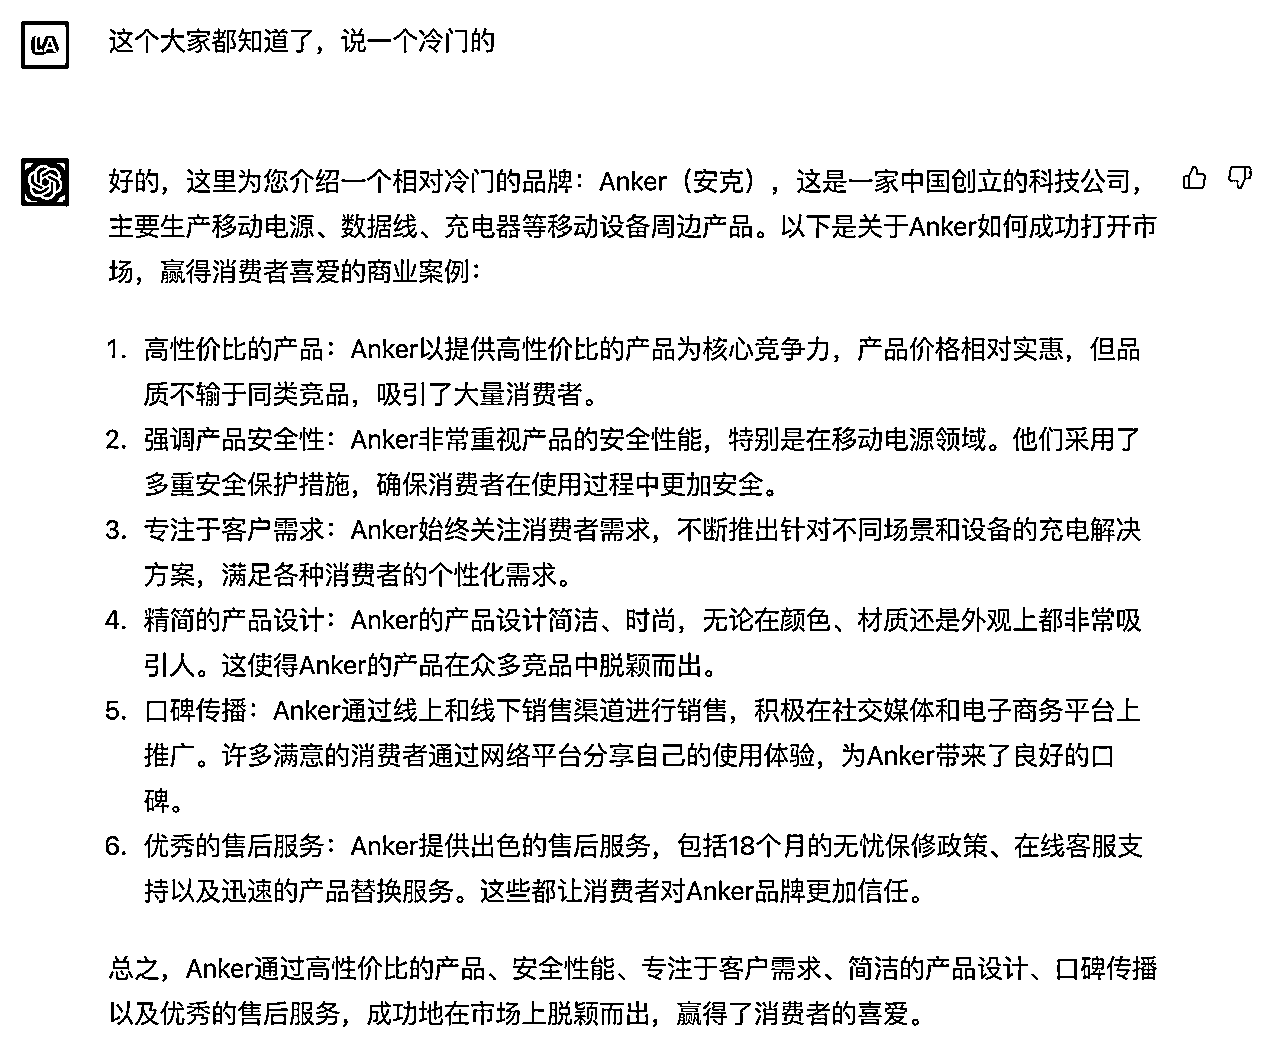 这个大家都知道了，说一个冷门的
好的，这里为您介绍一个相对冷门的品牌：Anker（安克），这是一家中国创立的科技公司，
主要生产移动电源、数据线、充电器等移动设备周边产品。以下是关于Anker如何成功打开市
场，赢得消费者喜爱的商业案例：
1. 高性价比的产品：Anker以提供高性价比的产品为核心竞争力，产品价格相对实惠，但品
质不输于同类竞品，吸引了大量消费者。
2. 强调产品安全性：Anker非常重视产品的安全性能，特别是在移动电源领域。他们采用了
多重安全保护措施，确保消费者在使用过程中更加安全。
3. 专注于客户需求：Anker始终关注消费者需求，不断推出针对不同场景和设备的充电解决
方案，满足各种消费者的个性化需求。
4. 精简的产品设计：Anker的产品设计简洁、时尚，无论在颜色、材质还是外观上都非常吸
引人。这使得Anker的产品在众多竞品中脱颖而出。
5. 口碑传播：Anker通过线上和线下销售渠道进行销售，积极在社交媒体和电子商务平台上
推广。许多满意的消费者通过网络平台分享自己的使用体验，为Anker带来了良好的口
碑。
6. 优秀的售后服务：Anker提供出色的售后服务，包括18个月的无忧保修政策、在线客服支
持以及迅速的产品替换服务。这些都让消费者对Anker品牌更加信任。
总之，Anker通过高性价比的产品、安全性能、专注于客户需求、简洁的产品设计、口碑传播
以及优秀的售后服务，成功地在市场上脱颖而出，赢得了消费者的喜爱。